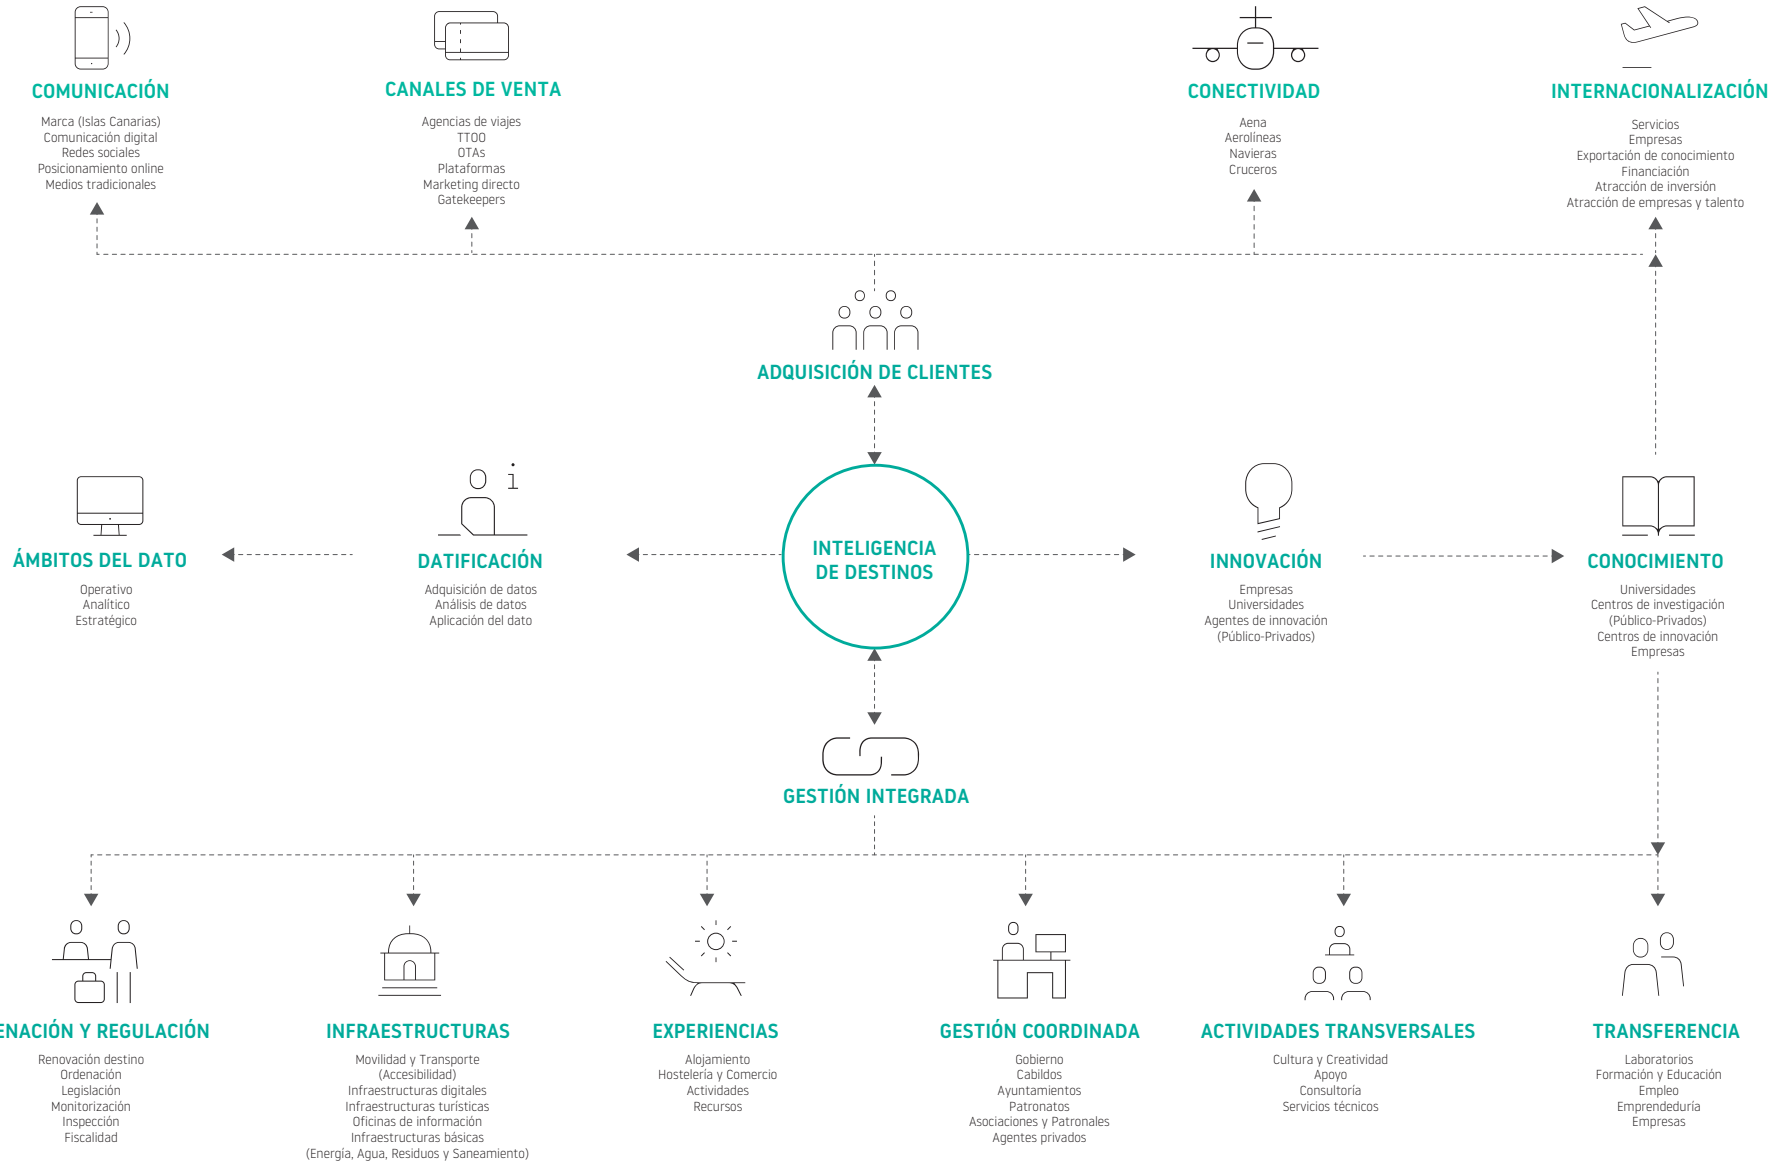 COMUNICACIÓN
Marca (Islas Canarias)
Comunicación digital
Redes sociales
Posicionamiento online
Medios tradicionales
CANALES DE VENTA
Agencias de viajes
TTOO
OTAs
Plataformas
Marketing directo
Gatekeepers
CONECTIVIDAD
Aena
Aerolíneas
Navieras
Cruceros
INTERNACIONALIZACIÓN
Servicios
Empresas
Exportación de conocimiento
Financiación
Atracción de inversión
Atracción de empresas y talento
ADQUISICIÓN DE CLIENTES
ÁMBITOS DEL DATO
Operativo
Analítico
Estratégico
i
DATIFICACIÓN
Adquisición de datos
Análisis de datos
Aplicación del dato
INTELIGENCIA
DE DESTINOS
INNOVACIÓN
Empresas
Universidades
Agentes de innovación
(Público-Privados)
CONOCIMIENTO
Universidades
Centros de investigación
(Público-Privados)
Centros de innovación
Empresas
GESTIÓN INTEGRADA
ENACIÓN Y REGULACIÓN
Renovación destino
Ordenación
Legislación
Monitorización
Inspección
Fiscalidad
INFRAESTRUCTURAS
Movilidad y Transporte
(Accesibilidad)
Infraestructuras digitales
Infraestructuras turísticas
Oficinas de información
Infraestructuras básicas
(Energía, Agua, Residuos y Saneamiento)
EXPERIENCIAS
Alojamiento
Hostelería y Comercio
Actividades
Recursos
GESTIÓN COORDINADA
Gobierno
Cabildos
Ayuntamientos
Patronatos
Asociaciones y Patronales
Agentes privados
ACTIVIDADES TRANSVERSALES
Cultura y Creatividad
Apoyo
Consultoría
Servicios técnicos
TRANSFERENCIA
Laboratorios
Formación y Educación
Empleo
Emprendeduría
Empresas